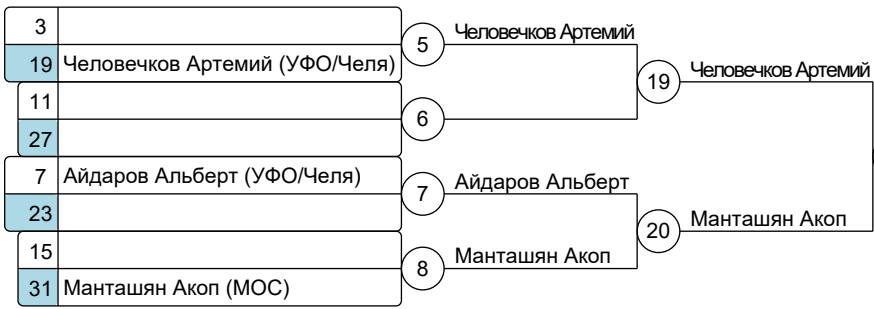 3
19 Человечков Артемий (УФО/Челя)
5
Человечков Артемий
11
27
6
19
Человечков Артемий
7 Айдаров Альберт (УФО/Челя)
23
7
Айдаров Альберт
15
31 Манташян Акоп (МОС)
8
Манташян Акоп
20
Манташян Акоп